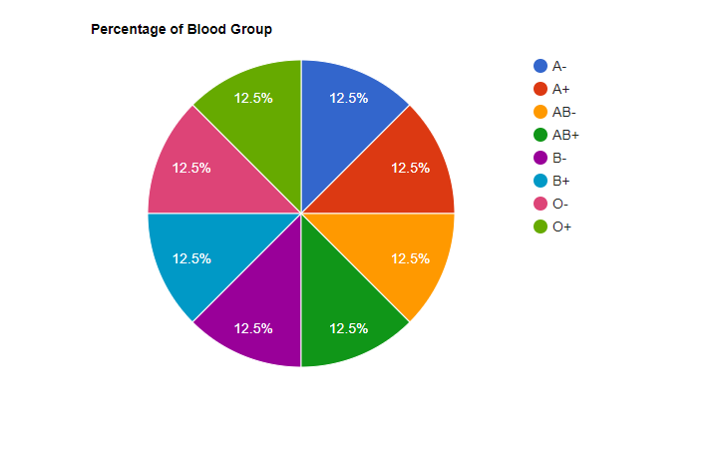 Percentage of Blood Group
12.5%
12.5%
12.5%
12.5%
12.5%
12.5%
12.5%
12.5%
A-
A+
AB-
AB+
B-
B+
O-
O+